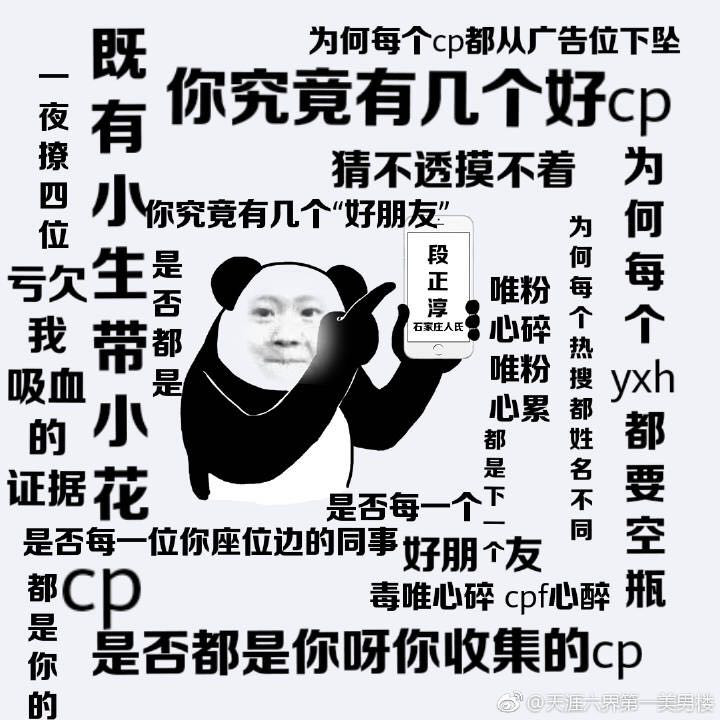 为何每个cp都从广告位下坠
你究竟有几个好cp
猜不透摸不着
你究竟有几个“好朋友”
一夜撩四位
既有小生带小花
亏欠我吸血的证据
是否都是
段正淳
石家庄人氏
唯粉心碎
唯粉心累
为何每个热搜都姓名不同
为何每个yxh都要空瓶
是否每一个
都是下一个
好朋友
是否每一位你座位边的同事
都是你的
cp
毒唯心碎 cpf心醉
是否都是你呀你收集的cp
@天涯六界第一美男楼